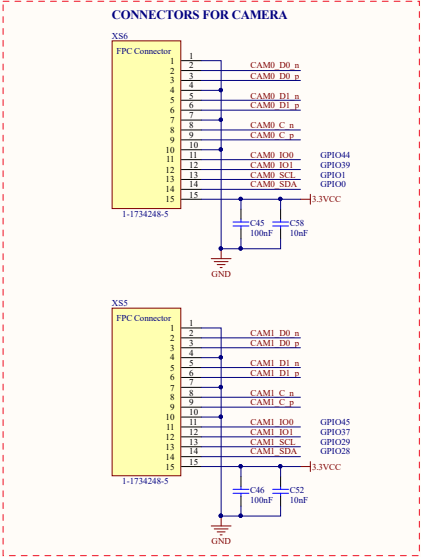 CONNECTORS FOR CAMERA
XS6
FPC Connector
1 1
2 2 CAM0_D0_n
3 3 CAM0_D0_p
4 4
5 5 CAM0_D1_n
6 6 CAM0_D1_p
7 7
8 8 CAM0_C_n
9 9 CAM0_C_p
10 10
11 11 CAM0_IO0 GPIO44
12 12 CAM0_IO1 GPIO39
13 13 CAM0_SCL GPIO1
14 14 CAM0_SDA GPIO0
15 15 3.3VCC
1-1734248-5
C45 C58
100nF 10nF
GND
XS5
FPC Connector
1 1
2 2 CAM1_D0_n
3 3 CAM1_D0_p
4 4
5 5 CAM1_D1_n
6 6 CAM1_D1_p
7 7
8 8 CAM1_C_n
9 9 CAM1_C_p
10 10
11 11 CAM1_IO0 GPIO45
12 12 CAM1_IO1 GPIO37
13 13 CAM1_SCL GPIO29
14 14 CAM1_SDA GPIO28
15 15 3.3VCC
1-1734248-5
C46 C52
100nF 10nF
GND